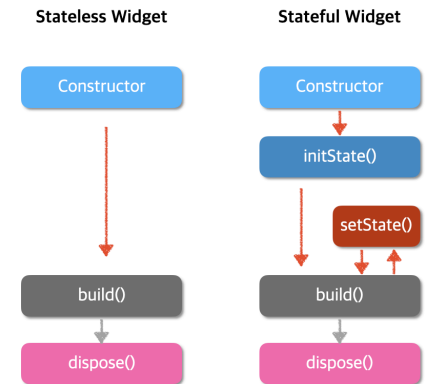 Stateless Widget
Stateful Widget
Constructor
Constructor
initState()
setState()
build()
build()
dispose()
dispose()